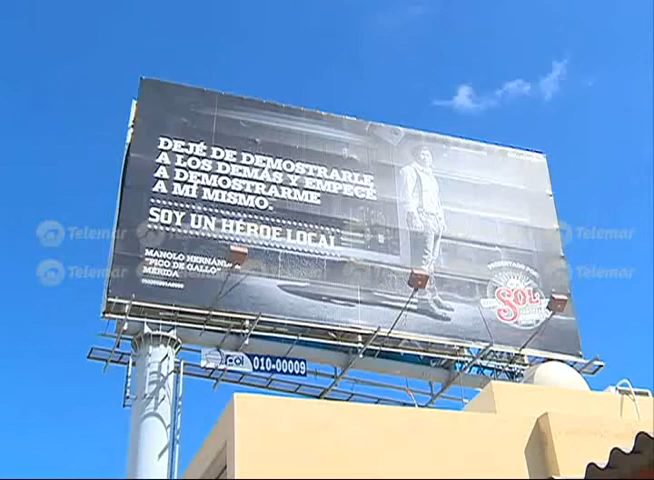 DEJÉ DE DEMOSTRARLE
A LOS DEMÁS Y EMPECÉ
A DEMOSTRARME
A MÍ MISMO.
SOY UN HÉROE LOCAL
MANOLO HERNÁN
"PICO DE GALLO"
MÉRIDA
SOL
010-00009
Telemar
Telemar
Telemar
Telemar